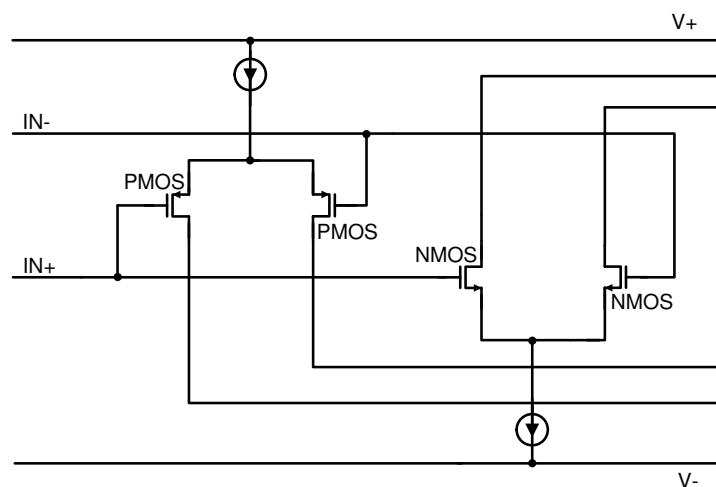 V+
IN-
PMOS
PMOS
NMOS
IN+
NMOS
V-